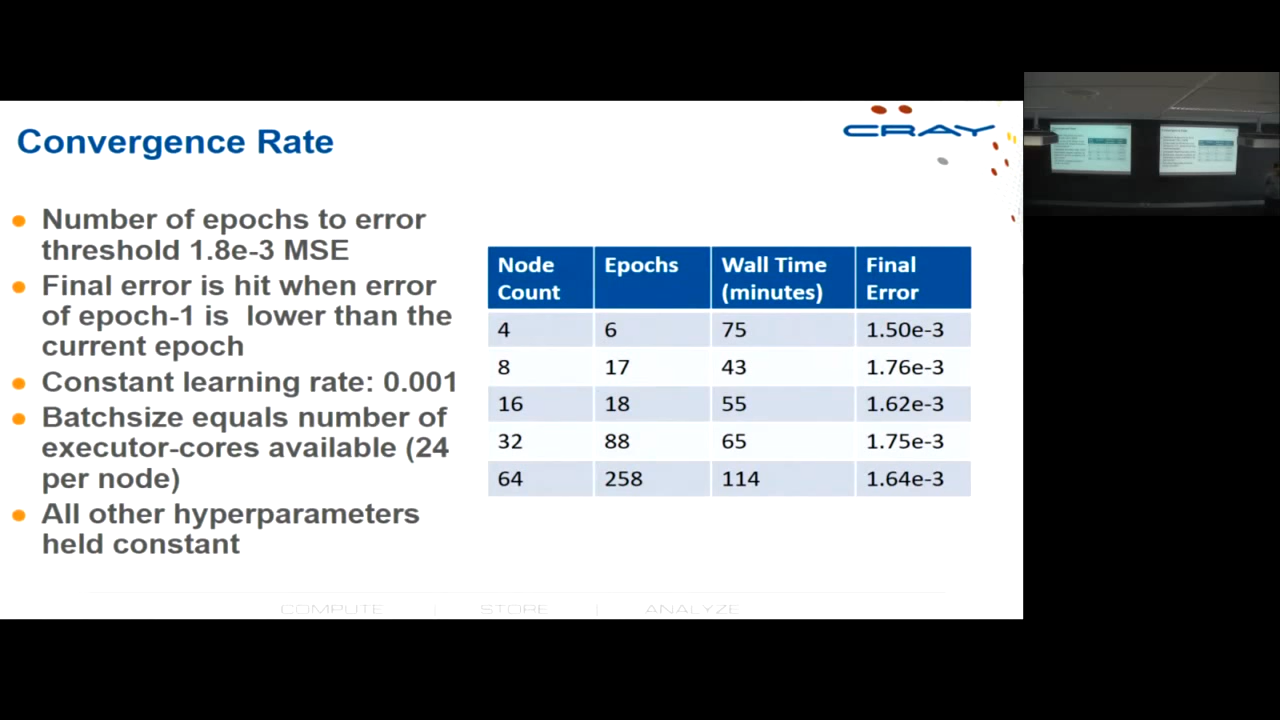 Convergence Rate
CRAY
Number of epochs to error
threshold 1.8e-3 MSE
Final error is hit when error
of epoch-1 is lower than the
current epoch
Constant learning rate: 0.001
Batchsize equals number of
executor-cores available (24
per node)
All other hyperparameters
held constant
Node Count Epochs Wall Time (minutes) Final Error
4 6 75 1.50e-3
8 17 43 1.76e-3
16 18 55 1.62e-3
32 88 65 1.75e-3
64 258 114 1.64e-3
COMPUTE | STORE | ANALYZE